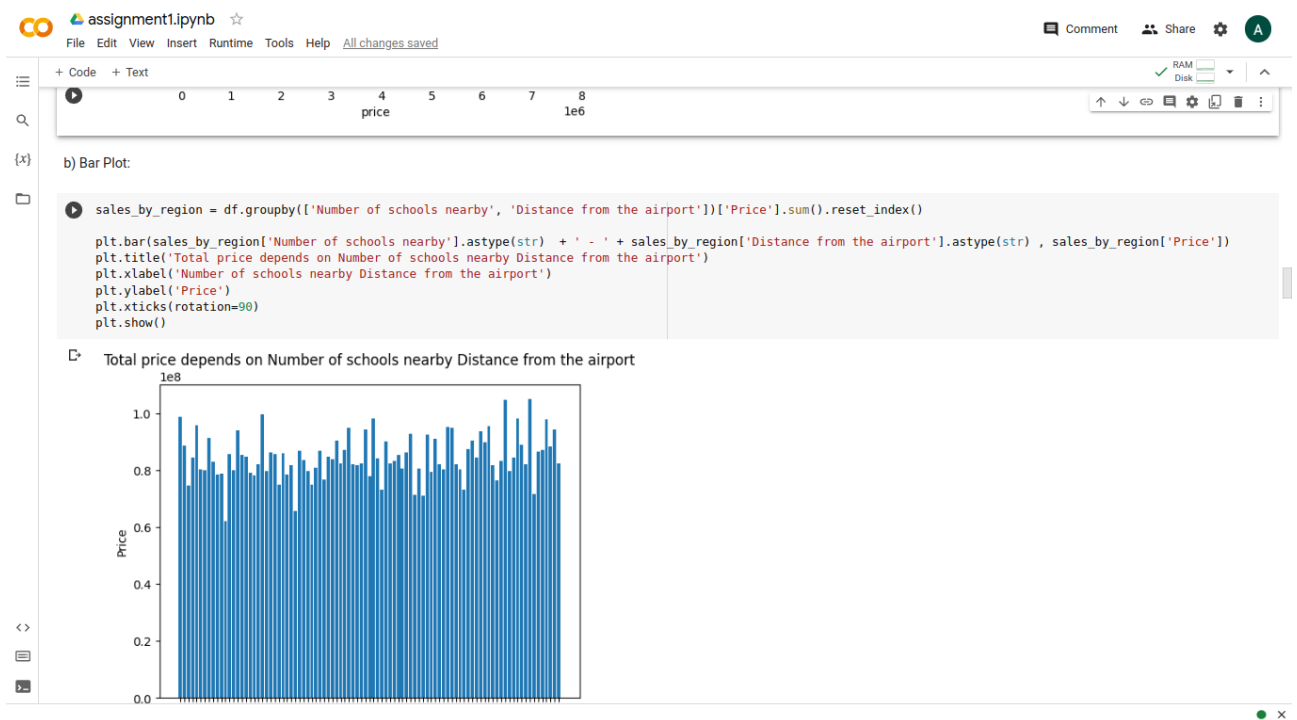 assignment1.ipynb
Comment
Share
A
File Edit View Insert Runtime Tools Help All changes saved
+ Code + Text
RAM
Disk
0 1 2 3 4 5 6 7 8
price
1e6
{x}
b) Bar Plot:
sales_by_region = df.groupby(['Number of schools nearby', 'Distance from the airport'])['Price'].sum().reset_index()
plt.bar(sales_by_region['Number of schools nearby'].astype(str)  + ' - ' + sales_by_region['Distance from the airport'].astype(str) , sales_by_region['Price'])
plt.title('Total price depends on Number of schools nearby Distance from the airport')
plt.xlabel('Number of schools nearby Distance from the airport')
plt.ylabel('Price')
plt.xticks(rotation=90)
plt.show()
Total price depends on Number of schools nearby Distance from the airport
1e8
1.0
0.8
0.6
Price
0.4
0.2
0.0